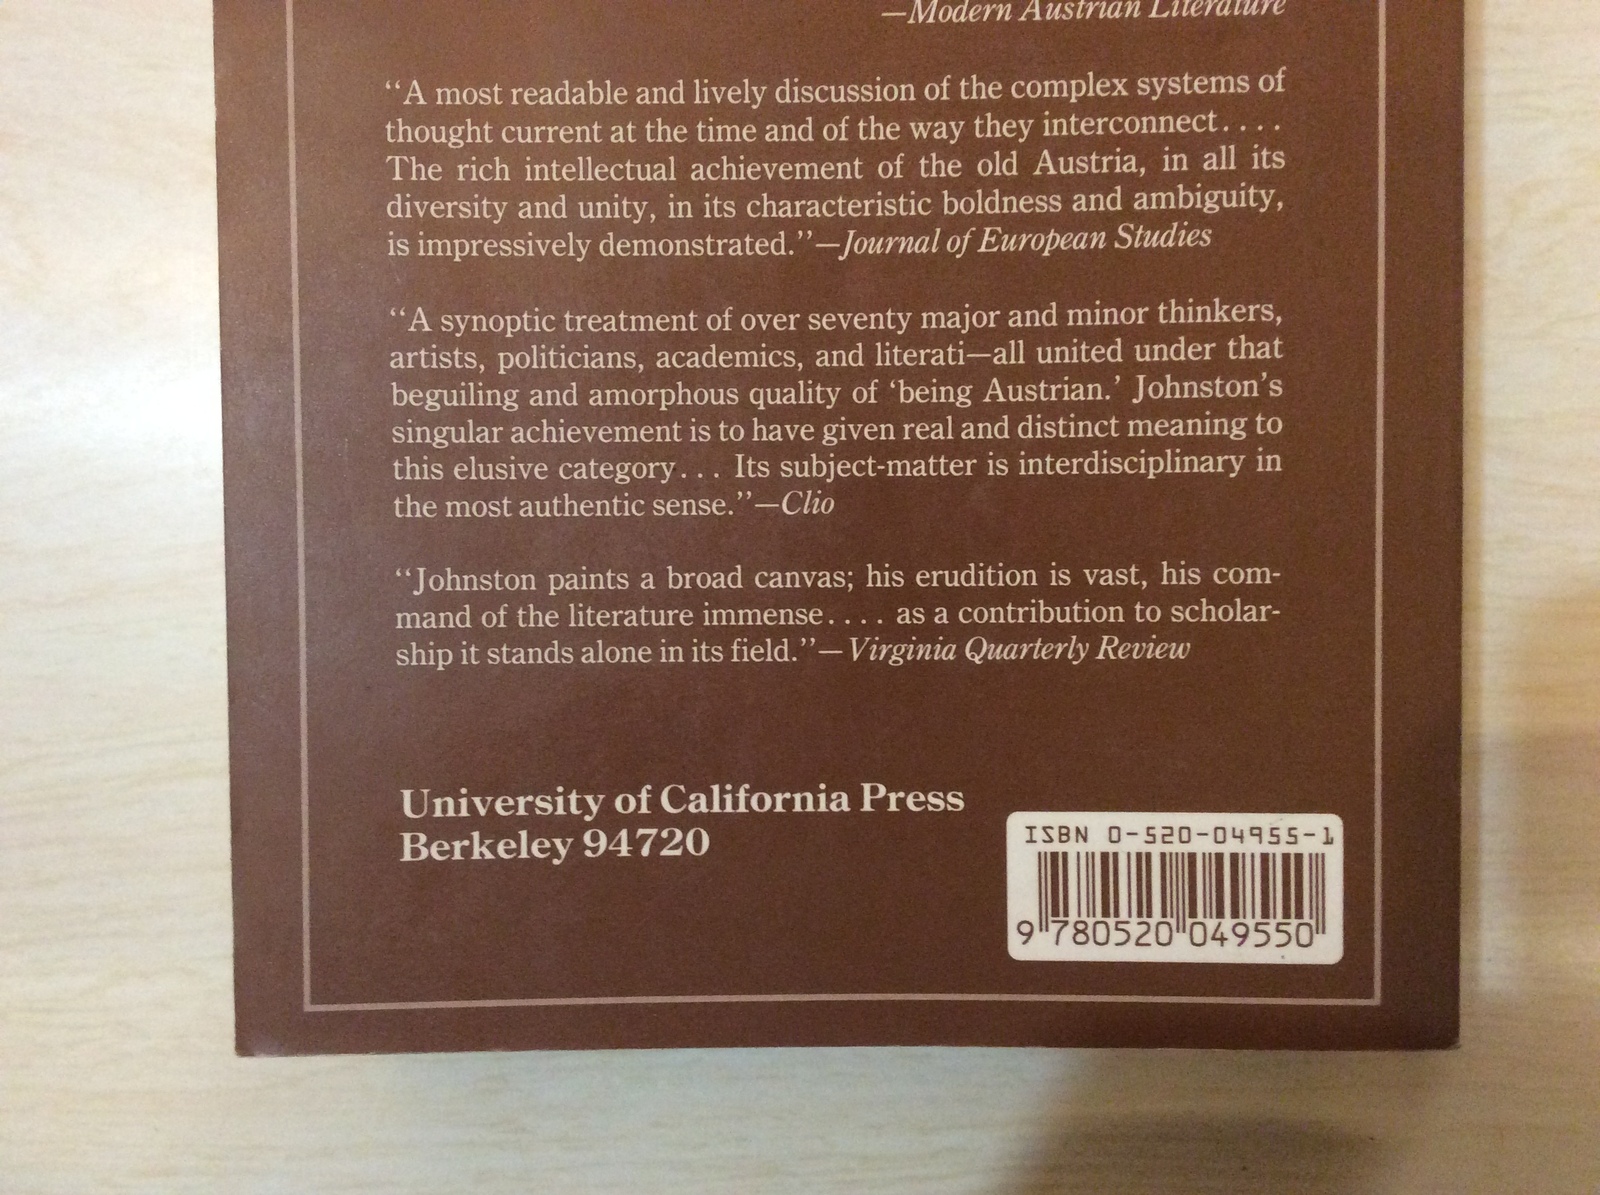 —Modern Austrian Literature
“A most readable and lively discussion of the complex systems of
thought current at the time and of the way they interconnect. . . .
The rich intellectual achievement of the old Austria, in all its
diversity and unity, in its characteristic boldness and ambiguity,
is impressively demonstrated.”—Journal of European Studies
“A synoptic treatment of over seventy major and minor thinkers,
artists, politicians, academics, and literati—all united under that
beguiling and amorphous quality of ‘being Austrian.’ Johnston’s
singular achievement is to have given real and distinct meaning to
this elusive category. . . Its subject-matter is interdisciplinary in
the most authentic sense.”—Clio
“Johnston paints a broad canvas; his erudition is vast, his com-
mand of the literature immense. . . . as a contribution to scholar-
ship it stands alone in its field.”—Virginia Quarterly Review
University of California Press
Berkeley 94720
ISBN 0-520-04955-1
9 780520 049550